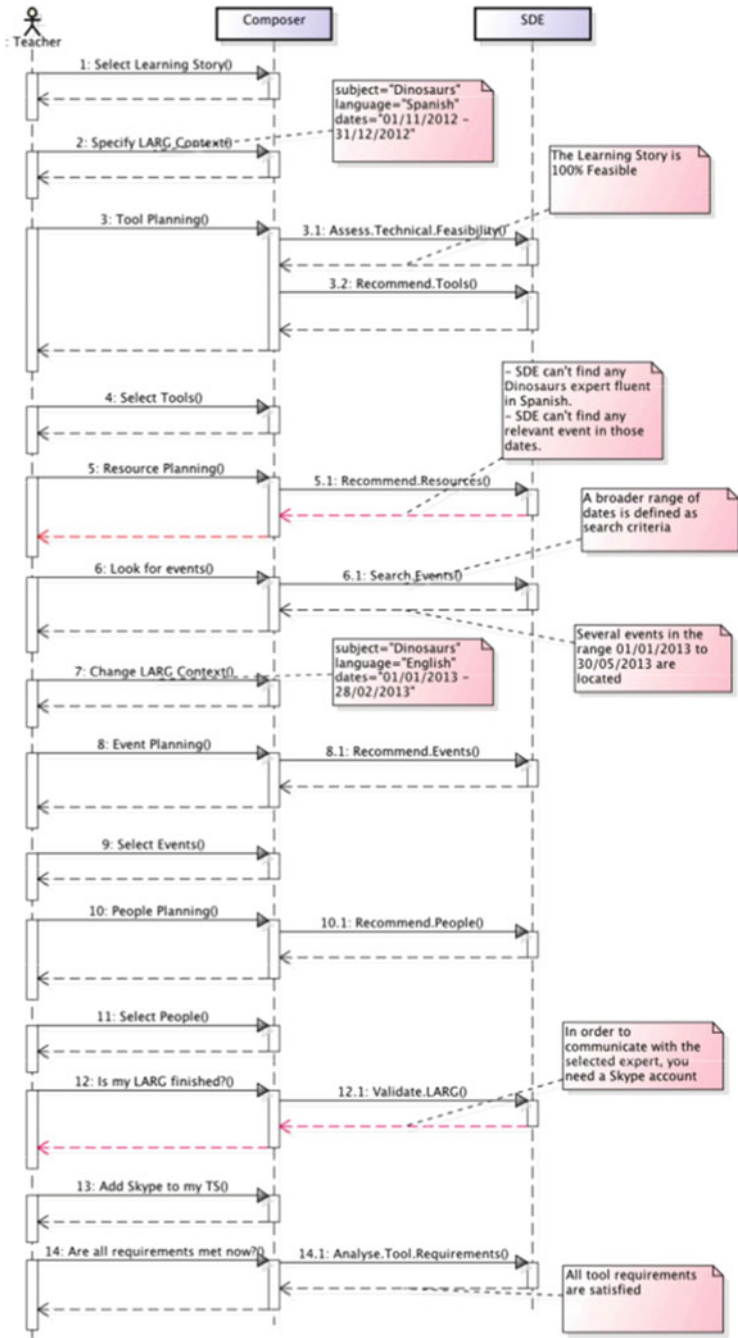 Composer
SDE
: Teacher
1: Select Learning Story()
subject="Dinosaurs"
language="Spanish"
dates="01/11/2012 –
31/12/2012"
2: Specify LARG Context()
The Learning Story is
100% Feasible
3: Tool Planning()
3.1: Assess.Technical.Feasibility()
3.2: Recommend.Tools()
– SDE can't find any
Dinosaurs expert fluent
in Spanish.
– SDE can't find any
relevant event in those
dates.
4: Select Tools()
5: Resource Planning()
5.1: Recommend.Resources()
A broader range of
dates is defined as
search criteria
6: Look for events()
6.1: Search.Events()
Several events in the
range 01/01/2013 to
30/05/2013 are
located
subject="Dinosaurs"
language="English"
dates="01/01/2013 –
28/02/2013"
7: Change LARG Context()
8: Event Planning()
8.1: Recommend.Events()
9: Select Events()
10: People Planning()
10.1: Recommend.People()
11: Select People()
In order to
communicate with the
selected expert, you
need a Skype account
12: Is my LARG finished?()
12.1: Validate.LARG()
13: Add Skype to my TS()
14: Are all requirements met now?()
14.1: Analyse.Tool.Requirements()
All tool requirements
are satisfied